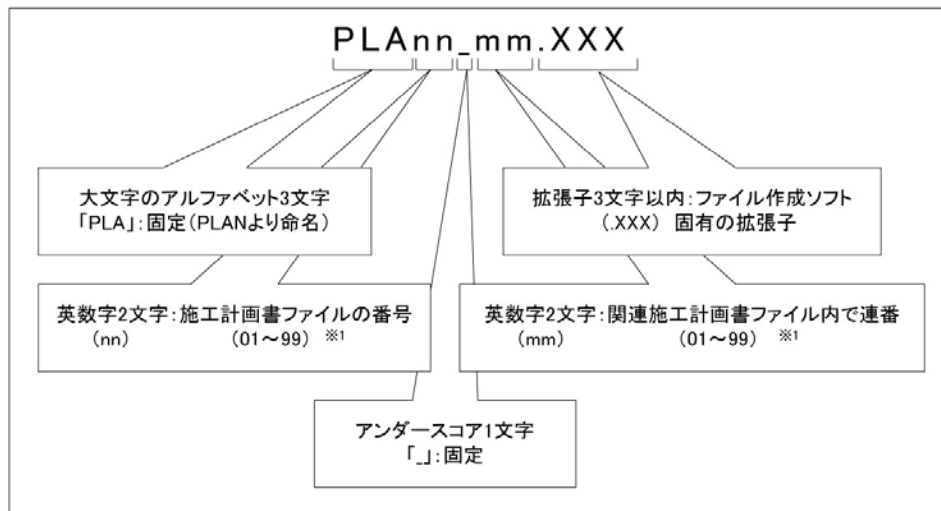 PLAnn_mm.XXX
大文字のアルファベット3文字
「PLA」:固定(PLANより命名)
拡張子3文字以内:ファイル作成ソフト
(.XXX) 固有の拡張子
英数字2文字:施工計画書ファイルの番号
(nn) (01～99) ※1
英数字2文字:関連施工計画書ファイル内で連番
(mm) (01～99) ※1
アンダースコア1文字
「_」:固定